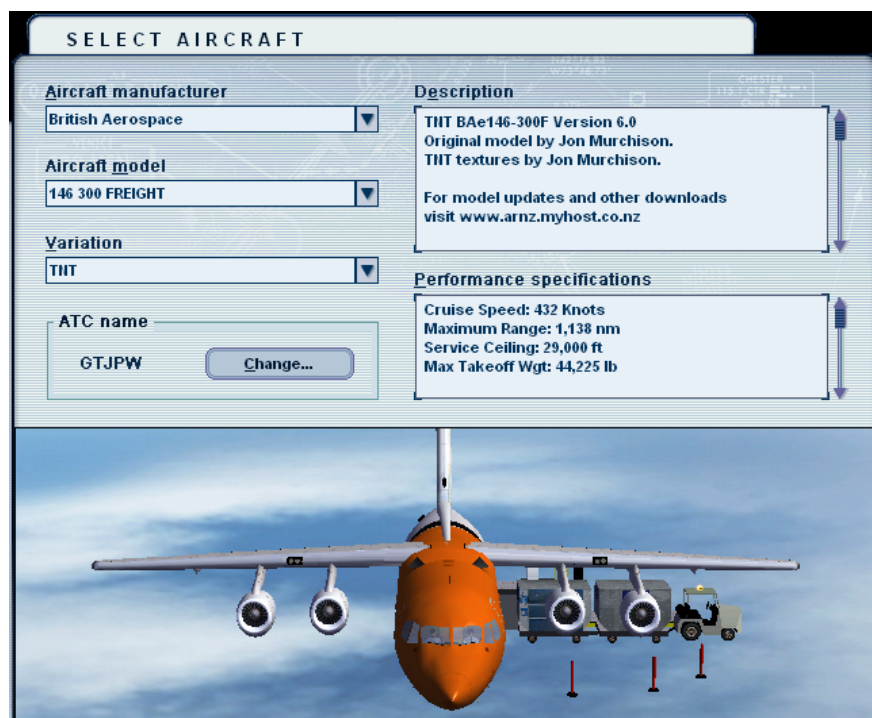 SELECT AIRCRAFT
Aircraft manufacturer
British Aerospace
Aircraft model
146 300 FREIGHT
Variation
TNT
ATC name
GTJPW
Change...
Description
TNT BAe146-300F Version 6.0
Original model by Jon Murchison.
TNT textures by Jon Murchison.
For model updates and other downloads
visit www.arnz.myhost.co.nz
Performance specifications
Cruise Speed: 432 Knots
Maximum Range: 1,138 nm
Service Ceiling: 29,000 ft
Max Takeoff Wgt: 44,225 lb
CHESTER